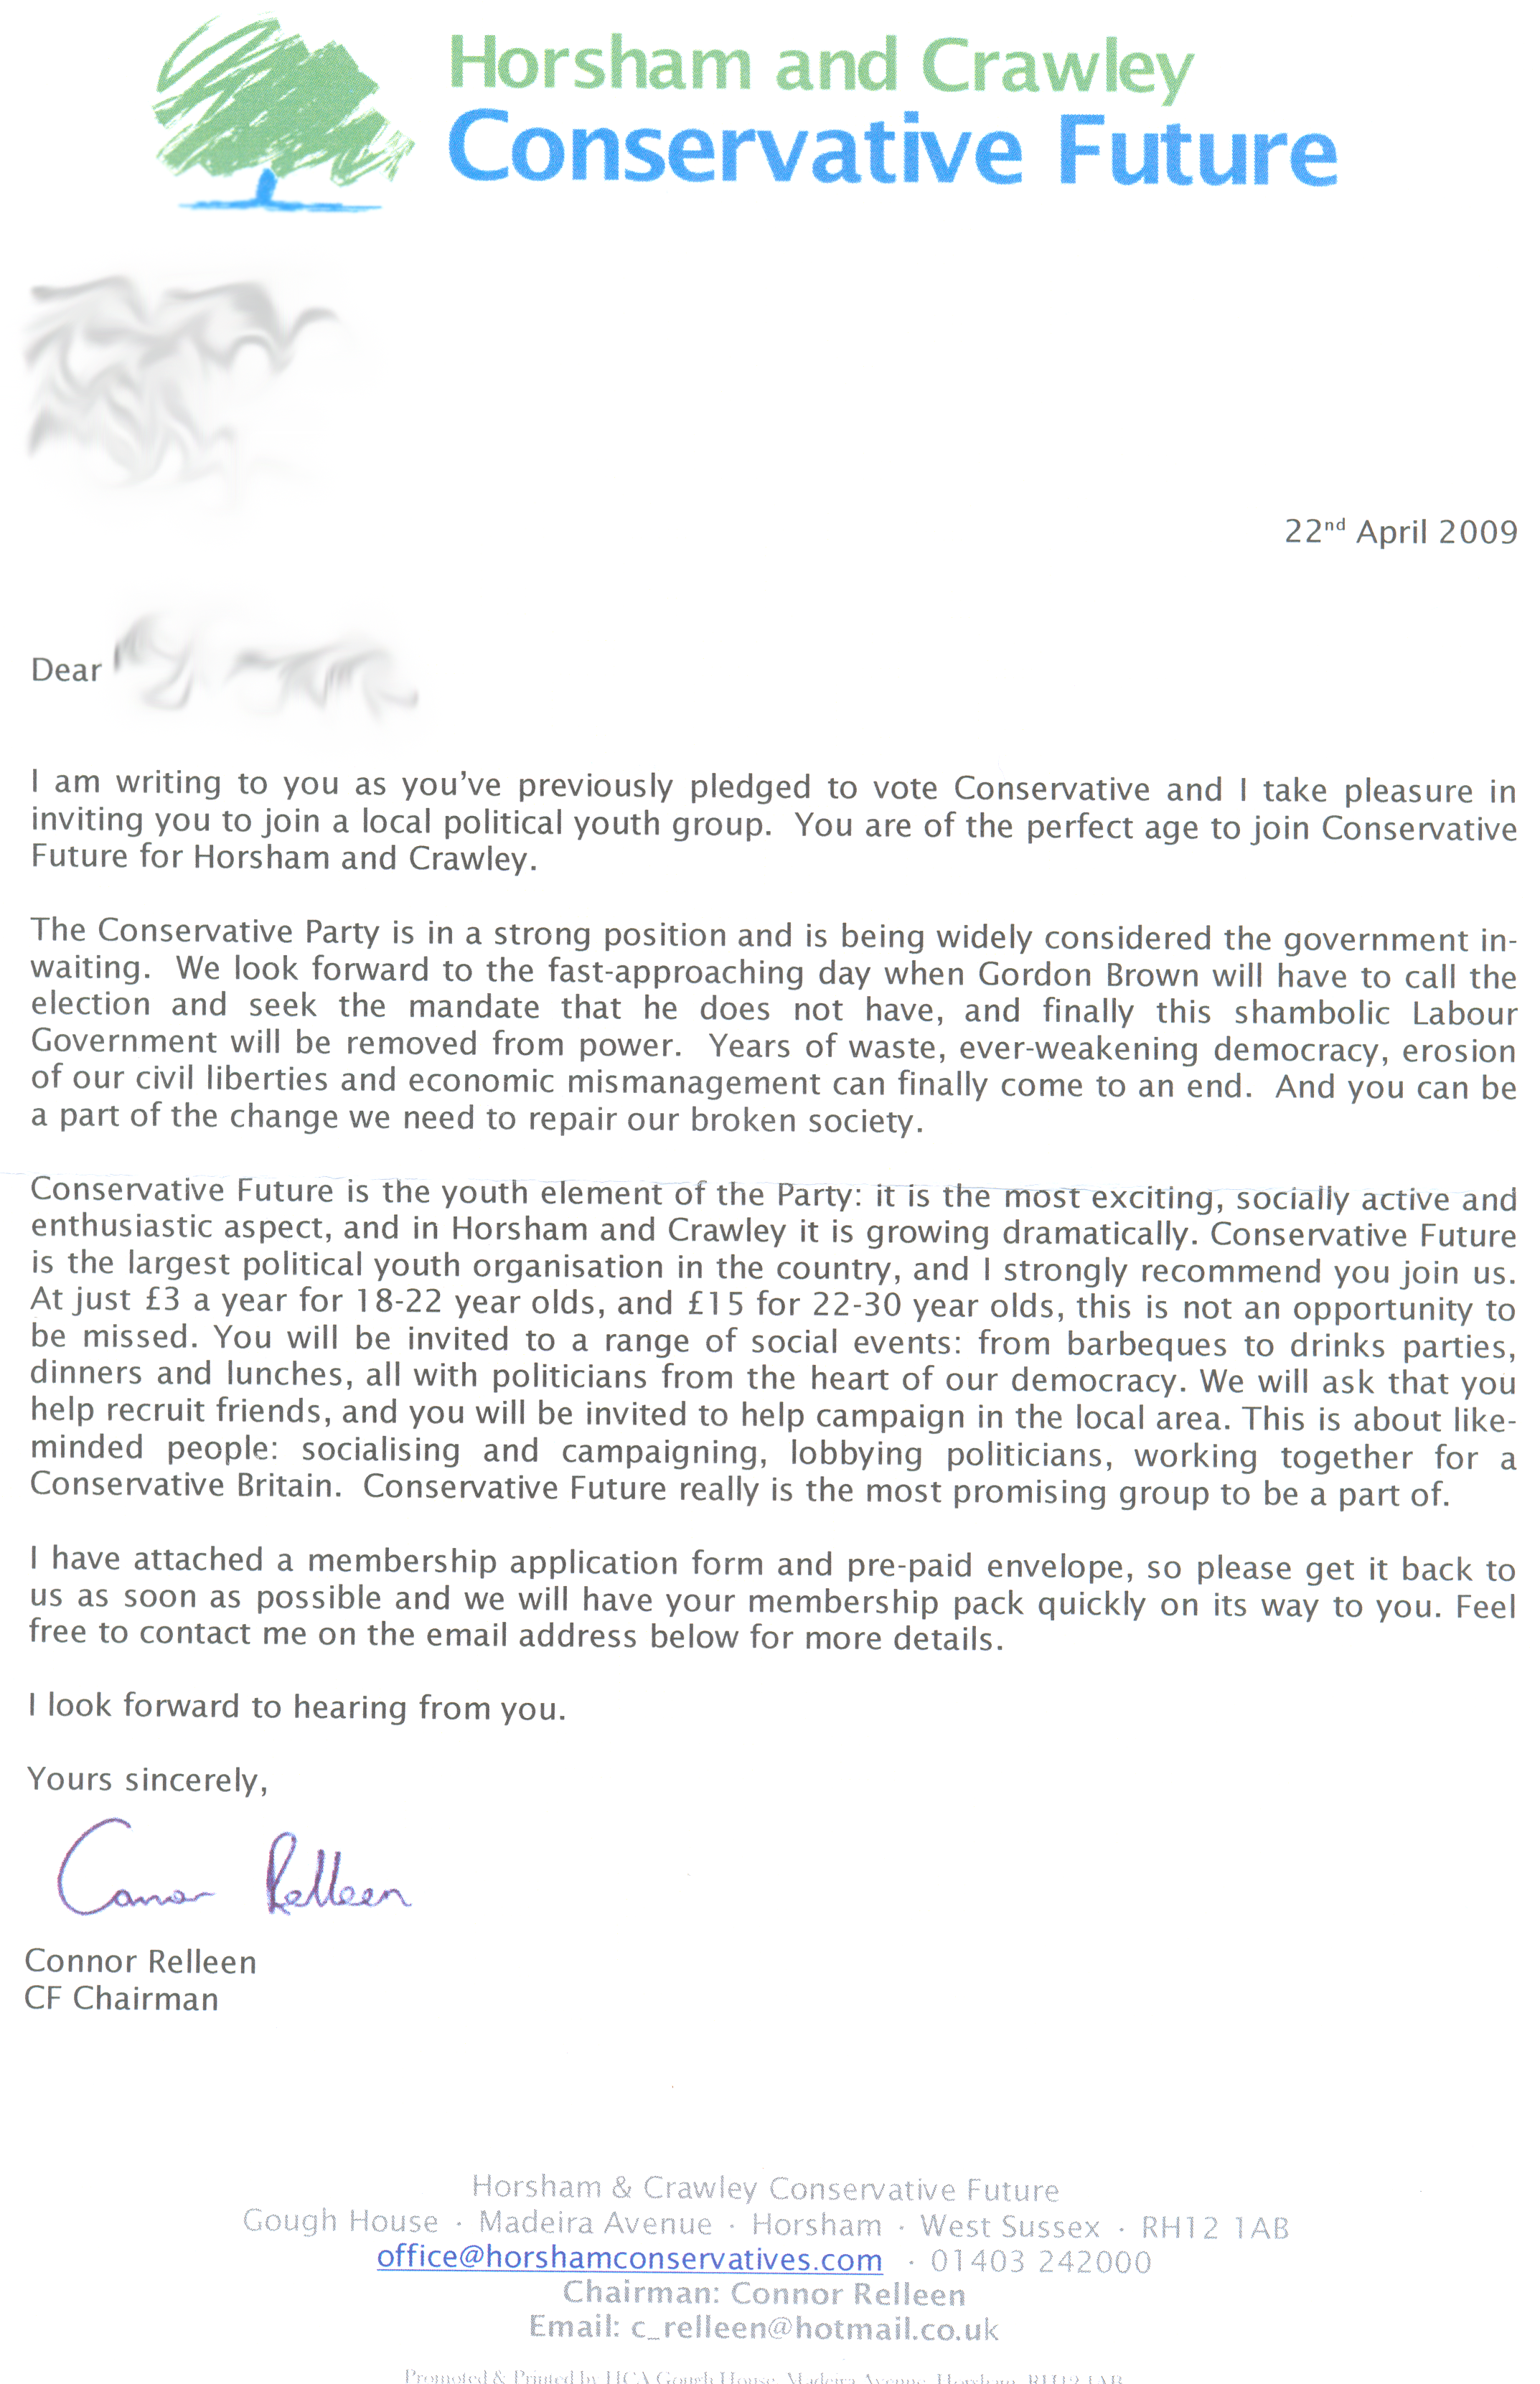 Horsham and Crawley
Conservative Future
22nd April 2009
Dear
I am writing to you as you've previously pledged to vote Conservative and I take pleasure in
inviting you to join a local political youth group.  You are of the perfect age to join Conservative
Future for Horsham and Crawley.
The Conservative Party is in a strong position and is being widely considered the government in-
waiting.  We look forward to the fast-approaching day when Gordon Brown will have to call the
election and seek the mandate that he does not have, and finally this shambolic Labour
Government will be removed from power.  Years of waste, ever-weakening democracy, erosion
of our civil liberties and economic mismanagement can finally come to an end.  And you can be
a part of the change we need to repair our broken society.
Conservative Future is the youth element of the Party: it is the most exciting, socially active and
enthusiastic aspect, and in Horsham and Crawley it is growing dramatically. Conservative Future
is the largest political youth organisation in the country, and I strongly recommend you join us.
At just £3 a year for 18-22 year olds, and £15 for 22-30 year olds, this is not an opportunity to
be missed. You will be invited to a range of social events: from barbeques to drinks parties,
dinners and lunches, all with politicians from the heart of our democracy. We will ask that you
help recruit friends, and you will be invited to help campaign in the local area. This is about like-
minded people: socialising and campaigning, lobbying politicians, working together for a
Conservative Britain.  Conservative Future really is the most promising group to be a part of.
I have attached a membership application form and pre-paid envelope, so please get it back to
us as soon as possible and we will have your membership pack quickly on its way to you. Feel
free to contact me on the email address below for more details.
I look forward to hearing from you.
Yours sincerely,
Connor Relleen
Connor Relleen
CF Chairman
Horsham & Crawley Conservative Future
Gough House · Madeira Avenue · Horsham · West Sussex · RH12 1AB
office@horshamconservatives.com · 01403 242000
Chairman: Connor Relleen
Email: c_relleen@hotmail.co.uk
Promoted & Printed by HCA Gough House, Madeira Avenue, Horsham, RH12 1AB